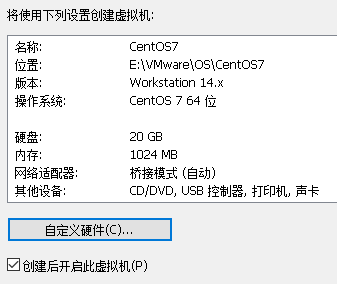 将使用下列设置创建虚拟机:
名称: CentOS7
位置: E:\VMware\OS\CentOS7
版本: Workstation 14.x
操作系统: CentOS 7 64 位
硬盘: 20 GB
内存: 1024 MB
网络适配器: 桥接模式 (自动)
其他设备: CD/DVD, USB 控制器, 打印机, 声卡
自定义硬件(C)...
创建后开启此虚拟机(P)